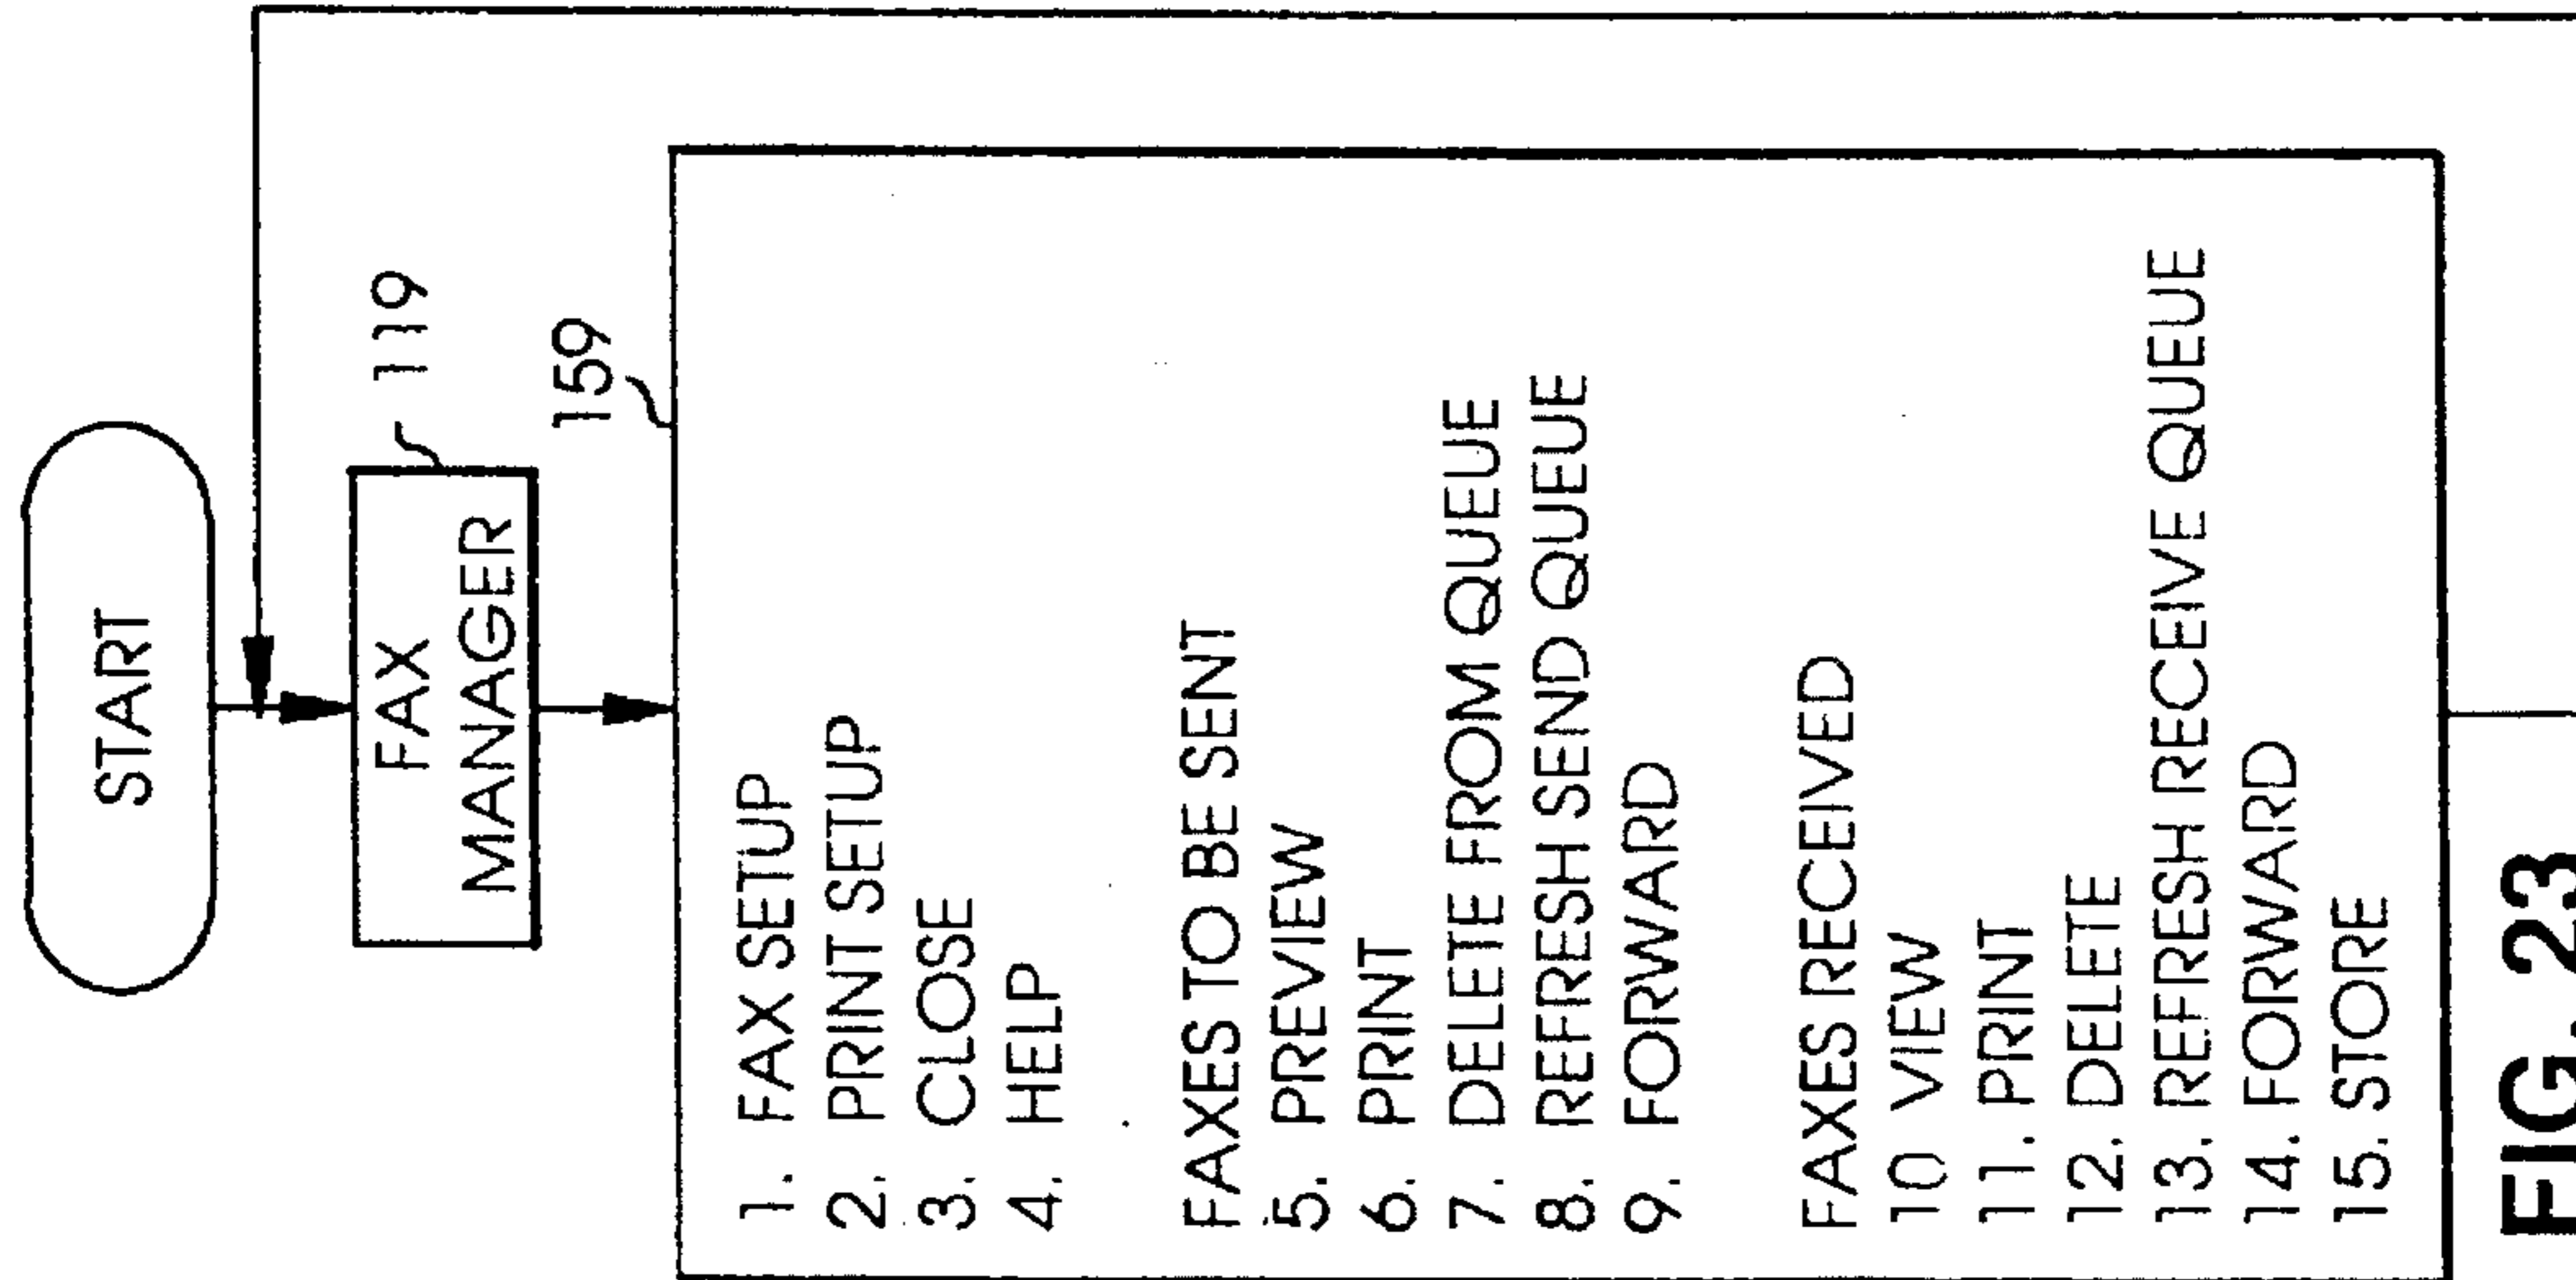 START
FAX
MANAGER
119
159
1. FAX SETUP
2. PRINT SETUP
3. CLOSE
4. HELP
FAXES TO BE SENT
5. PREVIEW
6. PRINT
7. DELETE FROM QUEUE
8. REFRESH SEND QUEUE
9. FORWARD
FAXES RECEIVED
10 VIEW
11. PRINT
12. DELETE
13. REFRESH RECEIVE QUEUE
14. FORWARD
15. STORE
FIG. 23